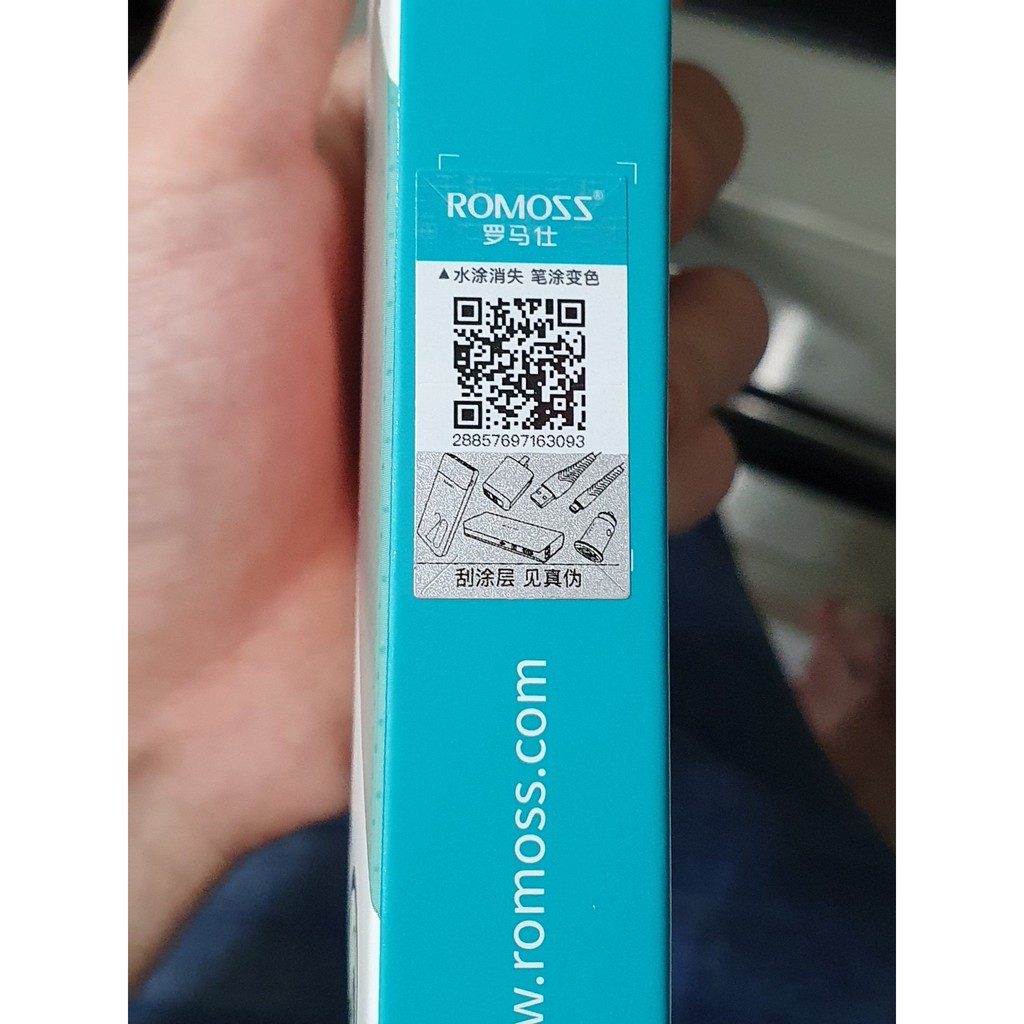 ROMOSS®
罗马仕
▲水涂消失 笔涂变色
28857697163093
刮涂层 见真伪
w.romoss.com